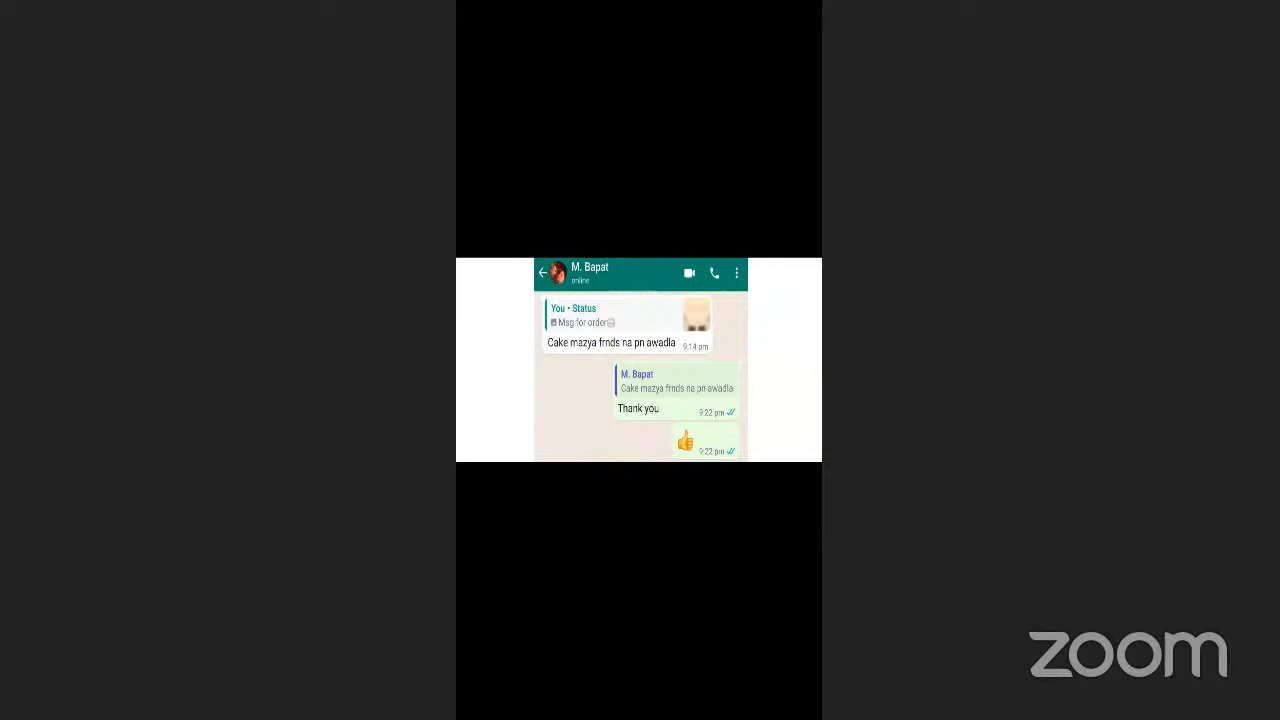 M. Bapat
online
You • Status
Msg for order
Cake mazya frnds na pn awadla
9:14 pm
M. Bapat
Cake mazya frnds na pn awadla
Thank you
9:22 pm
9:22 pm
zoom